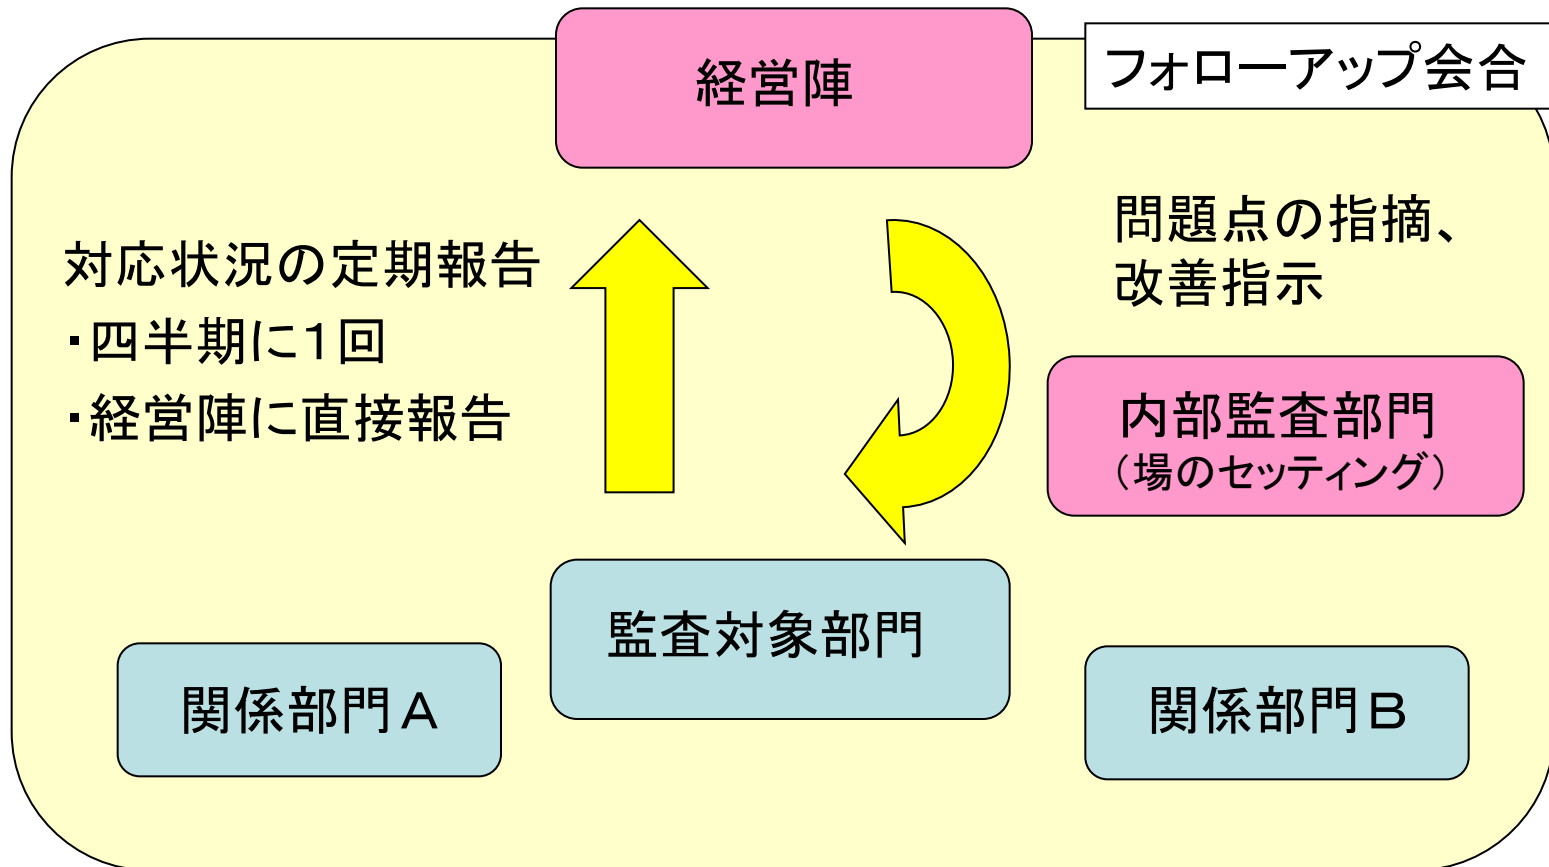 経営陣
フォローアップ会合
対応状況の定期報告
・四半期に１回
・経営陣に直接報告
問題点の指摘、
改善指示
内部監査部門
（場のセッティング）
監査対象部門
関係部門Ａ
関係部門Ｂ